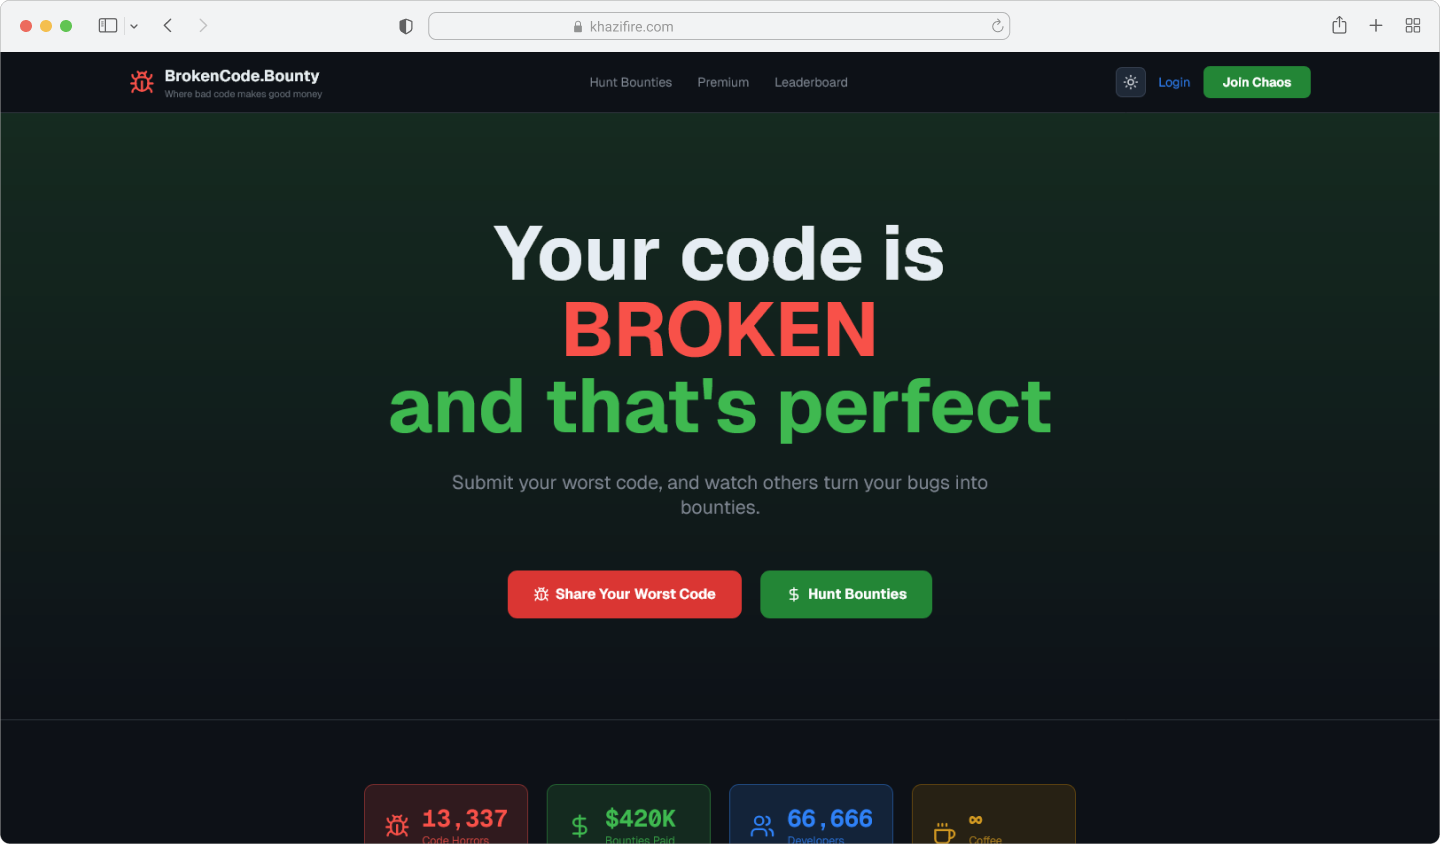 khazifire.com
BrokenCode.Bounty
Where bad code makes good money
Hunt Bounties
Premium
Leaderboard
Login
Join Chaos
Your code is
BROKEN
and that's perfect
Submit your worst code, and watch others turn your bugs into
bounties.
Share Your Worst Code
Hunt Bounties
13,337
Code Horrors
$420K
Bounties Paid
66,666
Developers
∞
Coffee